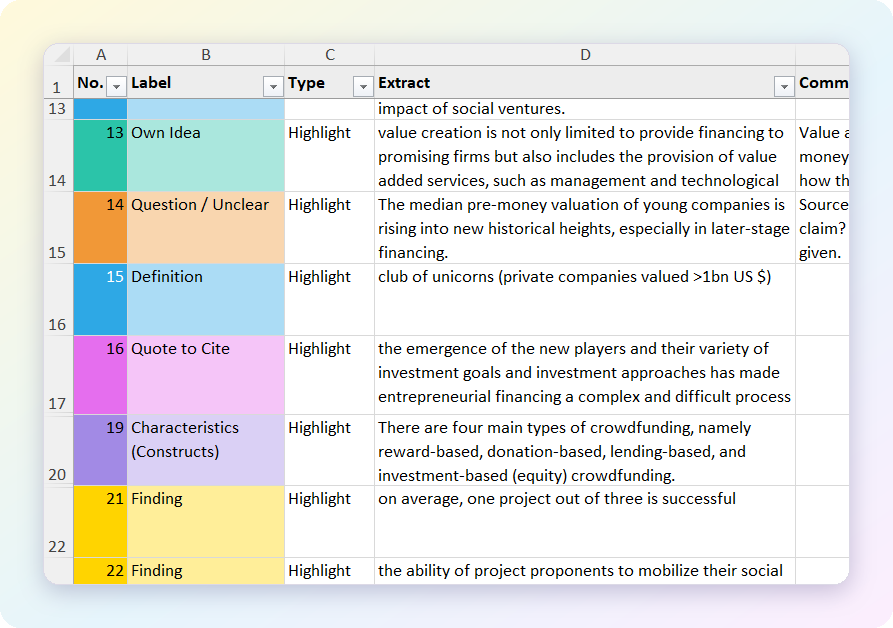 A B C D
1 No. Label Type Extract Comm
13 impact of social ventures.
13 Own Idea Highlight value creation is not only limited to provide financing to Value a
promising firms but also includes the provision of value money
14 added services, such as management and technological how th
14 Question / Unclear Highlight The median pre-money valuation of young companies is Source
rising into new historical heights, especially in later-stage claim?
15 financing. given.
15 Definition Highlight club of unicorns (private companies valued >1bn US $)
16
16 Quote to Cite Highlight the emergence of the new players and their variety of
investment goals and investment approaches has made
17 entrepreneurial financing a complex and difficult process
19 Characteristics Highlight There are four main types of crowdfunding, namely
(Constructs) reward-based, donation-based, lending-based, and
20 investment-based (equity) crowdfunding.
21 Finding Highlight on average, one project out of three is successful
22
22 Finding Highlight the ability of project proponents to mobilize their social